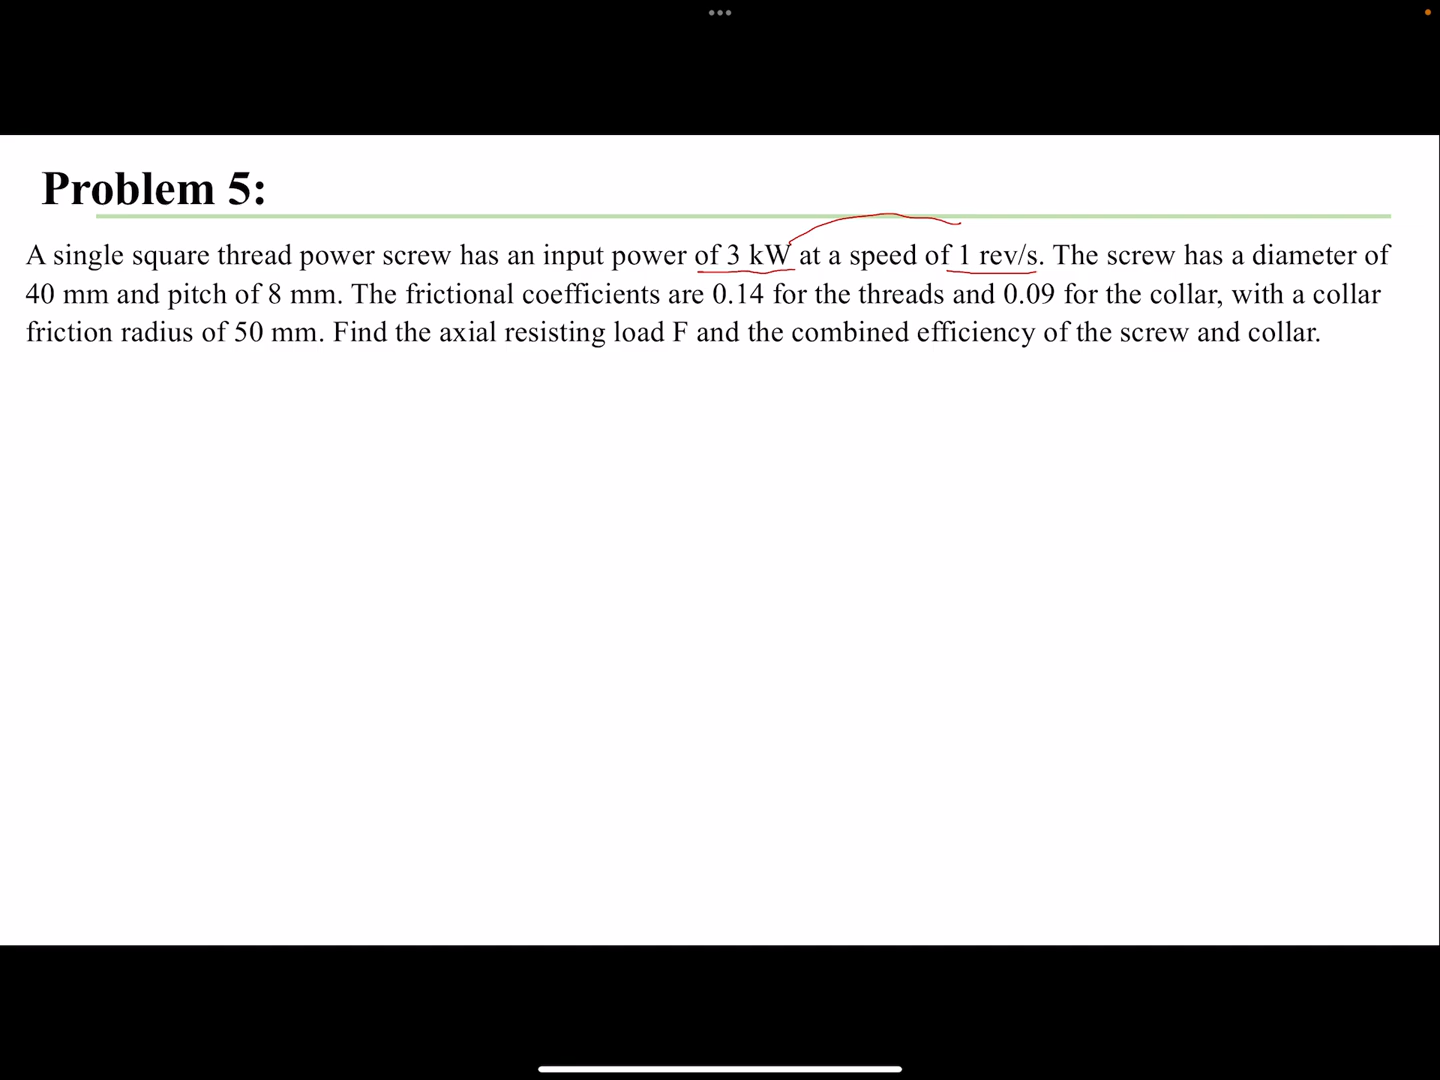 Problem 5:
A single square thread power screw has an input power of 3 kW at a speed of 1 rev/s. The screw has a diameter of
40 mm and pitch of 8 mm. The frictional coefficients are 0.14 for the threads and 0.09 for the collar, with a collar
friction radius of 50 mm. Find the axial resisting load F and the combined efficiency of the screw and collar.